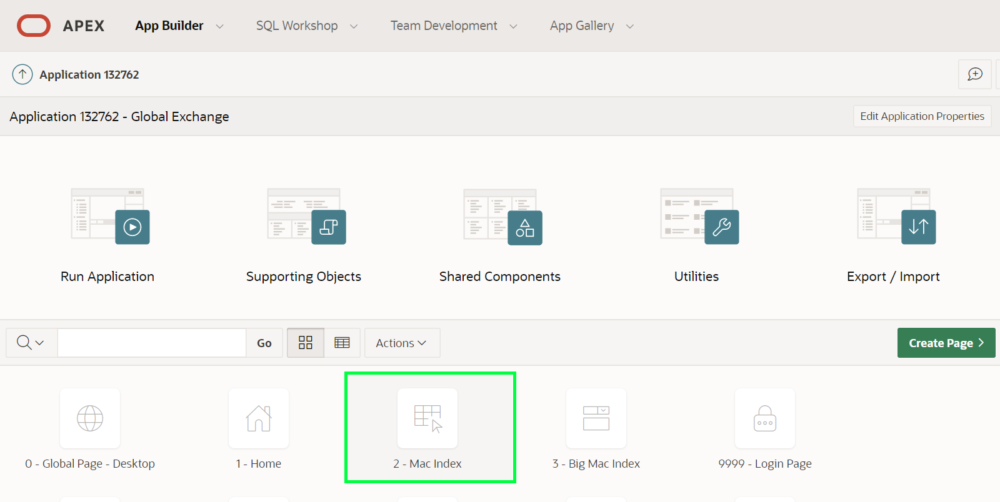 APEX App Builder SQL Workshop Team Development App Gallery
Application 132762
Application 132762 - Global Exchange Edit Application Properties
Run Application Supporting Objects Shared Components Utilities Export / Import
Go Actions Create Page
0 - Global Page - Desktop 1 - Home 2 - Mac Index 3 - Big Mac Index 9999 - Login Page